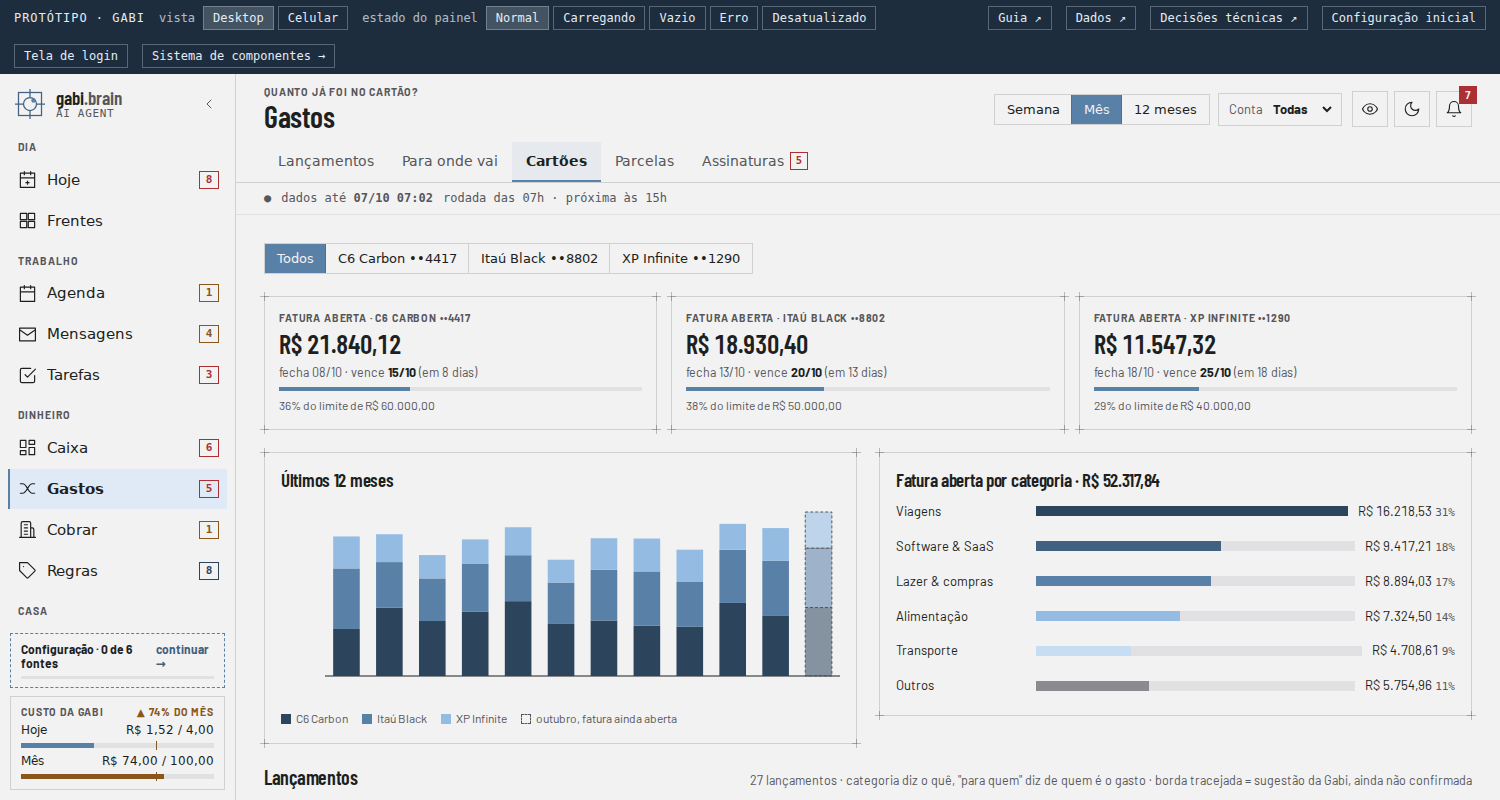 PROTÓTIPO · GABI vista Desktop Celular estado do painel Normal Carregando Vazio Erro Desatualizado Guia ↗ Dados ↗ Decisões técnicas ↗ Configuração inicial
Tela de login Sistema de componentes →
gabi.brain
AI AGENT
DIA
Hoje 8
Frentes
TRABALHO
Agenda 1
Mensagens 4
Tarefas 3
DINHEIRO
Caixa 6
Gastos 5
Cobrar 1
Regras 8
CASA
Configuração · 0 de 6 fontes continuar →
CUSTO DA GABI ▲ 74% DO MÊS
Hoje R$ 1,52 / 4,00
Mês R$ 74,00 / 100,00
QUANTO JÁ FOI NO CARTÃO?
Gastos
Semana Mês 12 meses Conta Todas 7
Lançamentos Para onde vai Cartões Parcelas Assinaturas 5
● dados até 07/10 07:02 rodada das 07h · próxima às 15h
Todos C6 Carbon ••4417 Itaú Black ••8802 XP Infinite ••1290
FATURA ABERTA · C6 CARBON ••4417
R$ 21.840,12
fecha 08/10 · vence 15/10 (em 8 dias)
36% do limite de R$ 60.000,00
FATURA ABERTA · ITAÚ BLACK ••8802
R$ 18.930,40
fecha 13/10 · vence 20/10 (em 13 dias)
38% do limite de R$ 50.000,00
FATURA ABERTA · XP INFINITE ••1290
R$ 11.547,32
fecha 18/10 · vence 25/10 (em 18 dias)
29% do limite de R$ 40.000,00
Últimos 12 meses
C6 Carbon Itaú Black XP Infinite outubro, fatura ainda aberta
Fatura aberta por categoria · R$ 52.317,84
Viagens R$ 16.218,53 31%
Software & SaaS R$ 9.417,21 18%
Lazer & compras R$ 8.894,03 17%
Alimentação R$ 7.324,50 14%
Transporte R$ 4.708,61 9%
Outros R$ 5.754,96 11%
Lançamentos 27 lançamentos · categoria diz o quê, "para quem" diz de quem é o gasto · borda tracejada = sugestão da Gabi, ainda não confirmada